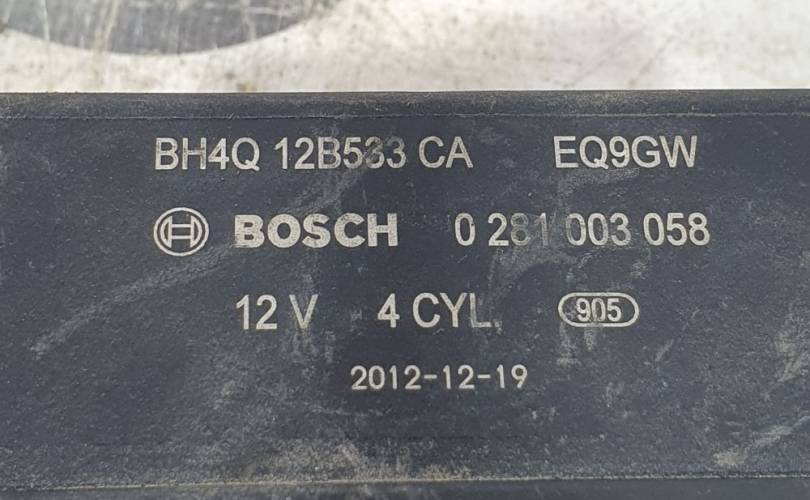 BH4Q 12B533 CA EQ9GW
BOSCH 0 281 003 058
12 V 4 CYL. 905
2012-12-19